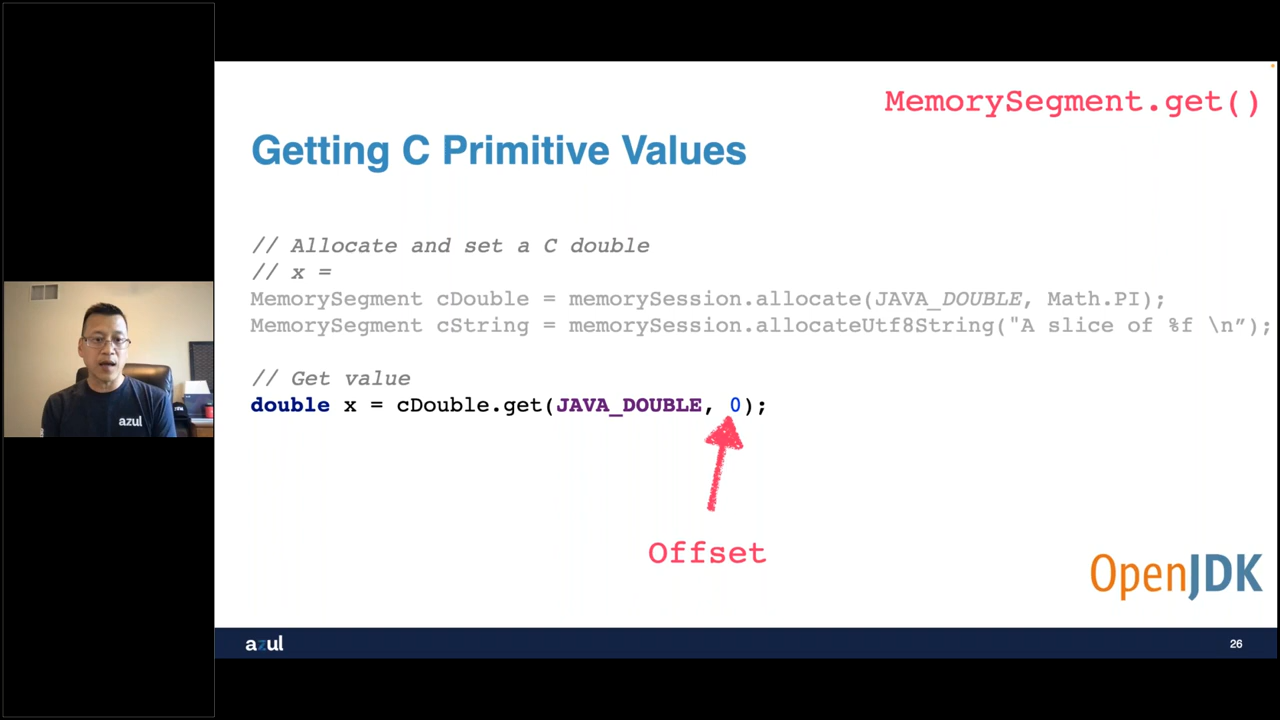 MemorySegment.get()
Getting C Primitive Values
// Allocate and set a C double
// x =
MemorySegment cDouble = memorySession.allocate(JAVA_DOUBLE, Math.PI);
MemorySegment cString = memorySession.allocateUtf8String("A slice of %f \n”);
// Get value
double x = cDouble.get(JAVA_DOUBLE, 0);
Offset
OpenJDK
azul
26
azul